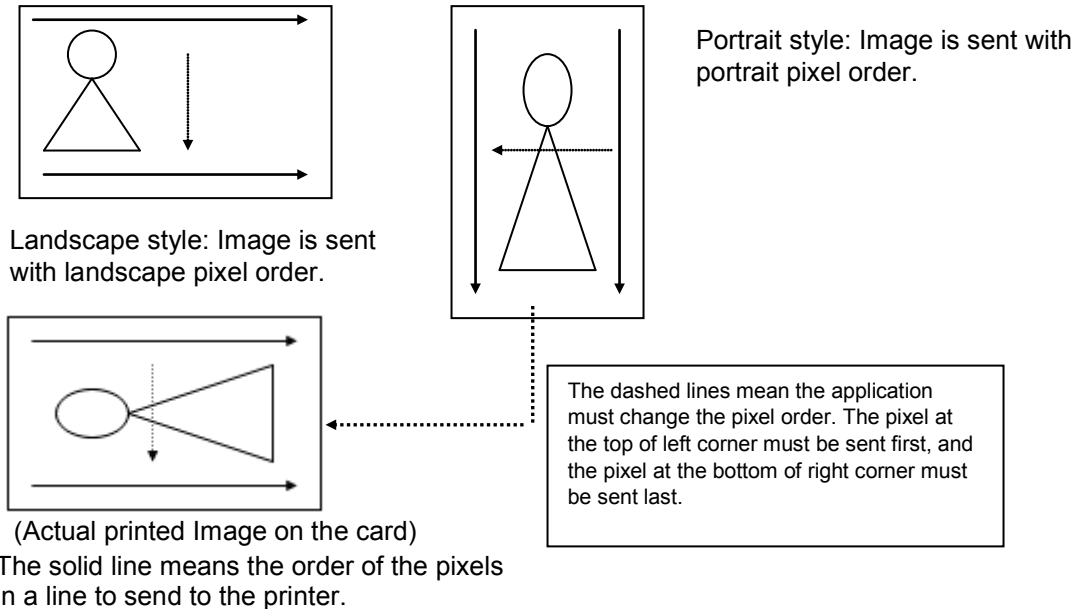 Portrait style: Image is sent with
portrait pixel order.
Landscape style: Image is sent
with landscape pixel order.
The dashed lines mean the application
must change the pixel order. The pixel at
the top of left corner must be sent first, and
the pixel at the bottom of right corner must
be sent last.
(Actual printed Image on the card)
The solid line means the order of the pixels
in a line to send to the printer.